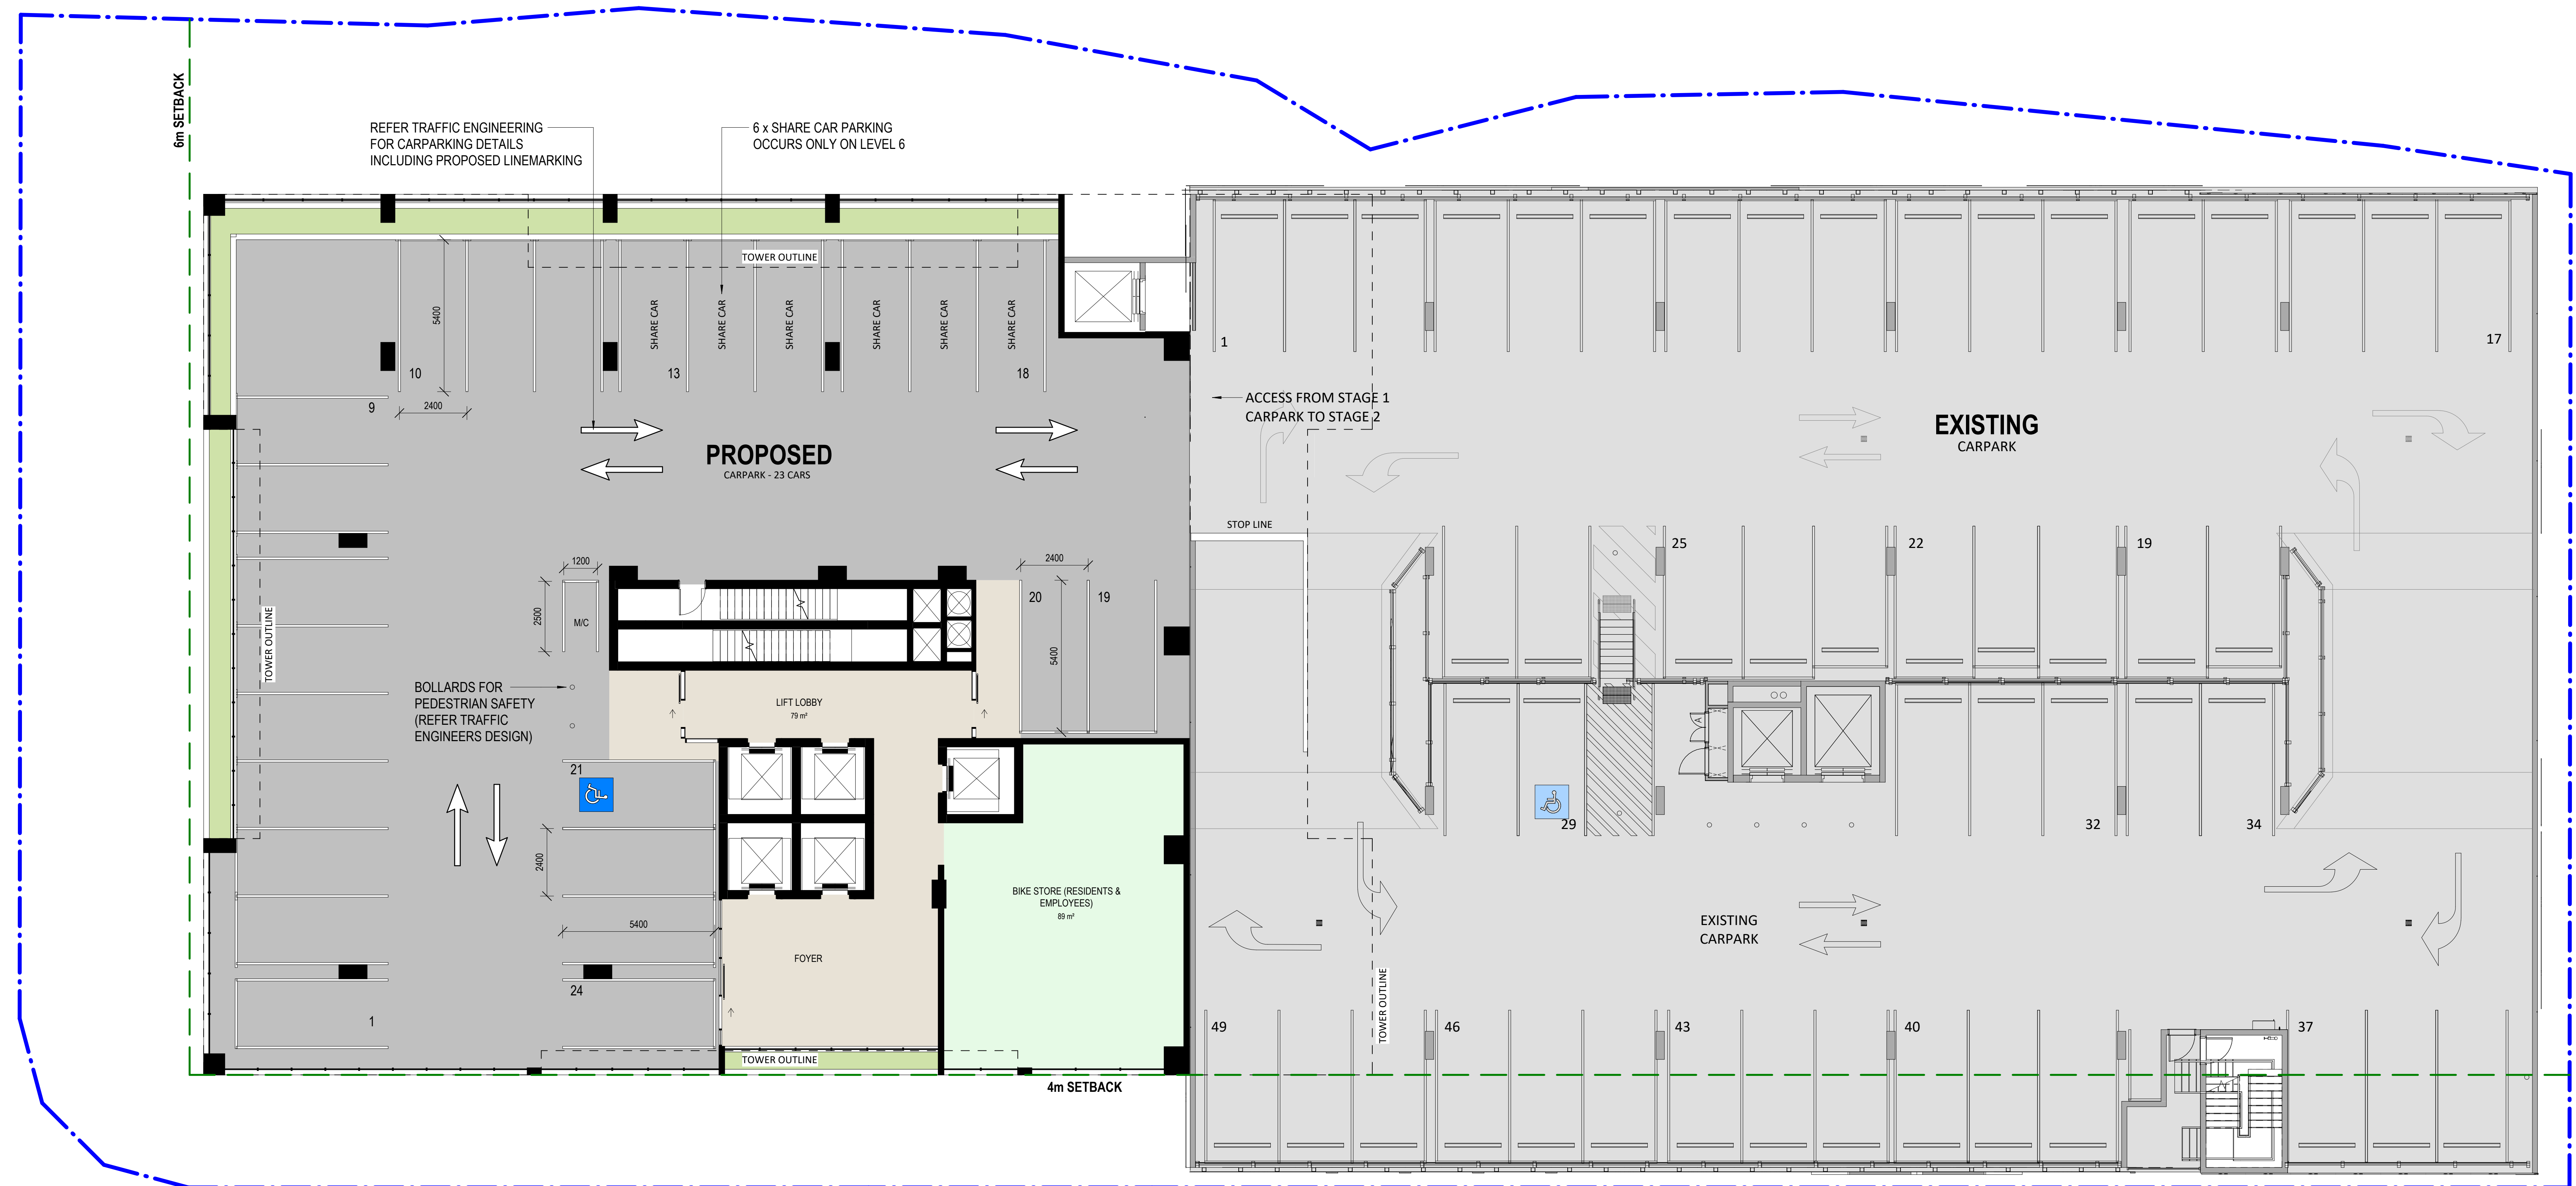 6m SETBACK
REFER TRAFFIC ENGINEERING
FOR CARPARKING DETAILS
INCLUDING PROPOSED LINEMARKING
6 x SHARE CAR PARKING
OCCURS ONLY ON LEVEL 6
TOWER OUTLINE
5400
SHARE CAR
SHARE CAR
SHARE CAR
SHARE CAR
SHARE CAR
SHARE CAR
10
13
18
9
2400
1
17
ACCESS FROM STAGE 1
CARPARK TO STAGE 2
PROPOSED
CARPARK - 23 CARS
EXISTING
CARPARK
STOP LINE
1200
2500
M/C
2400
20
19
5400
25
22
19
TOWER OUTLINE
BOLLARDS FOR
PEDESTRIAN SAFETY
(REFER TRAFFIC
ENGINEERS DESIGN)
LIFT LOBBY
79 m²
A
21
29
32
34
2400
5400
BIKE STORE (RESIDENTS &
EMPLOYEES)
89 m²
FOYER
EXISTING
CARPARK
24
1
TOWER OUTLINE
49
46
43
40
37
TOWER OUTLINE
4m SETBACK